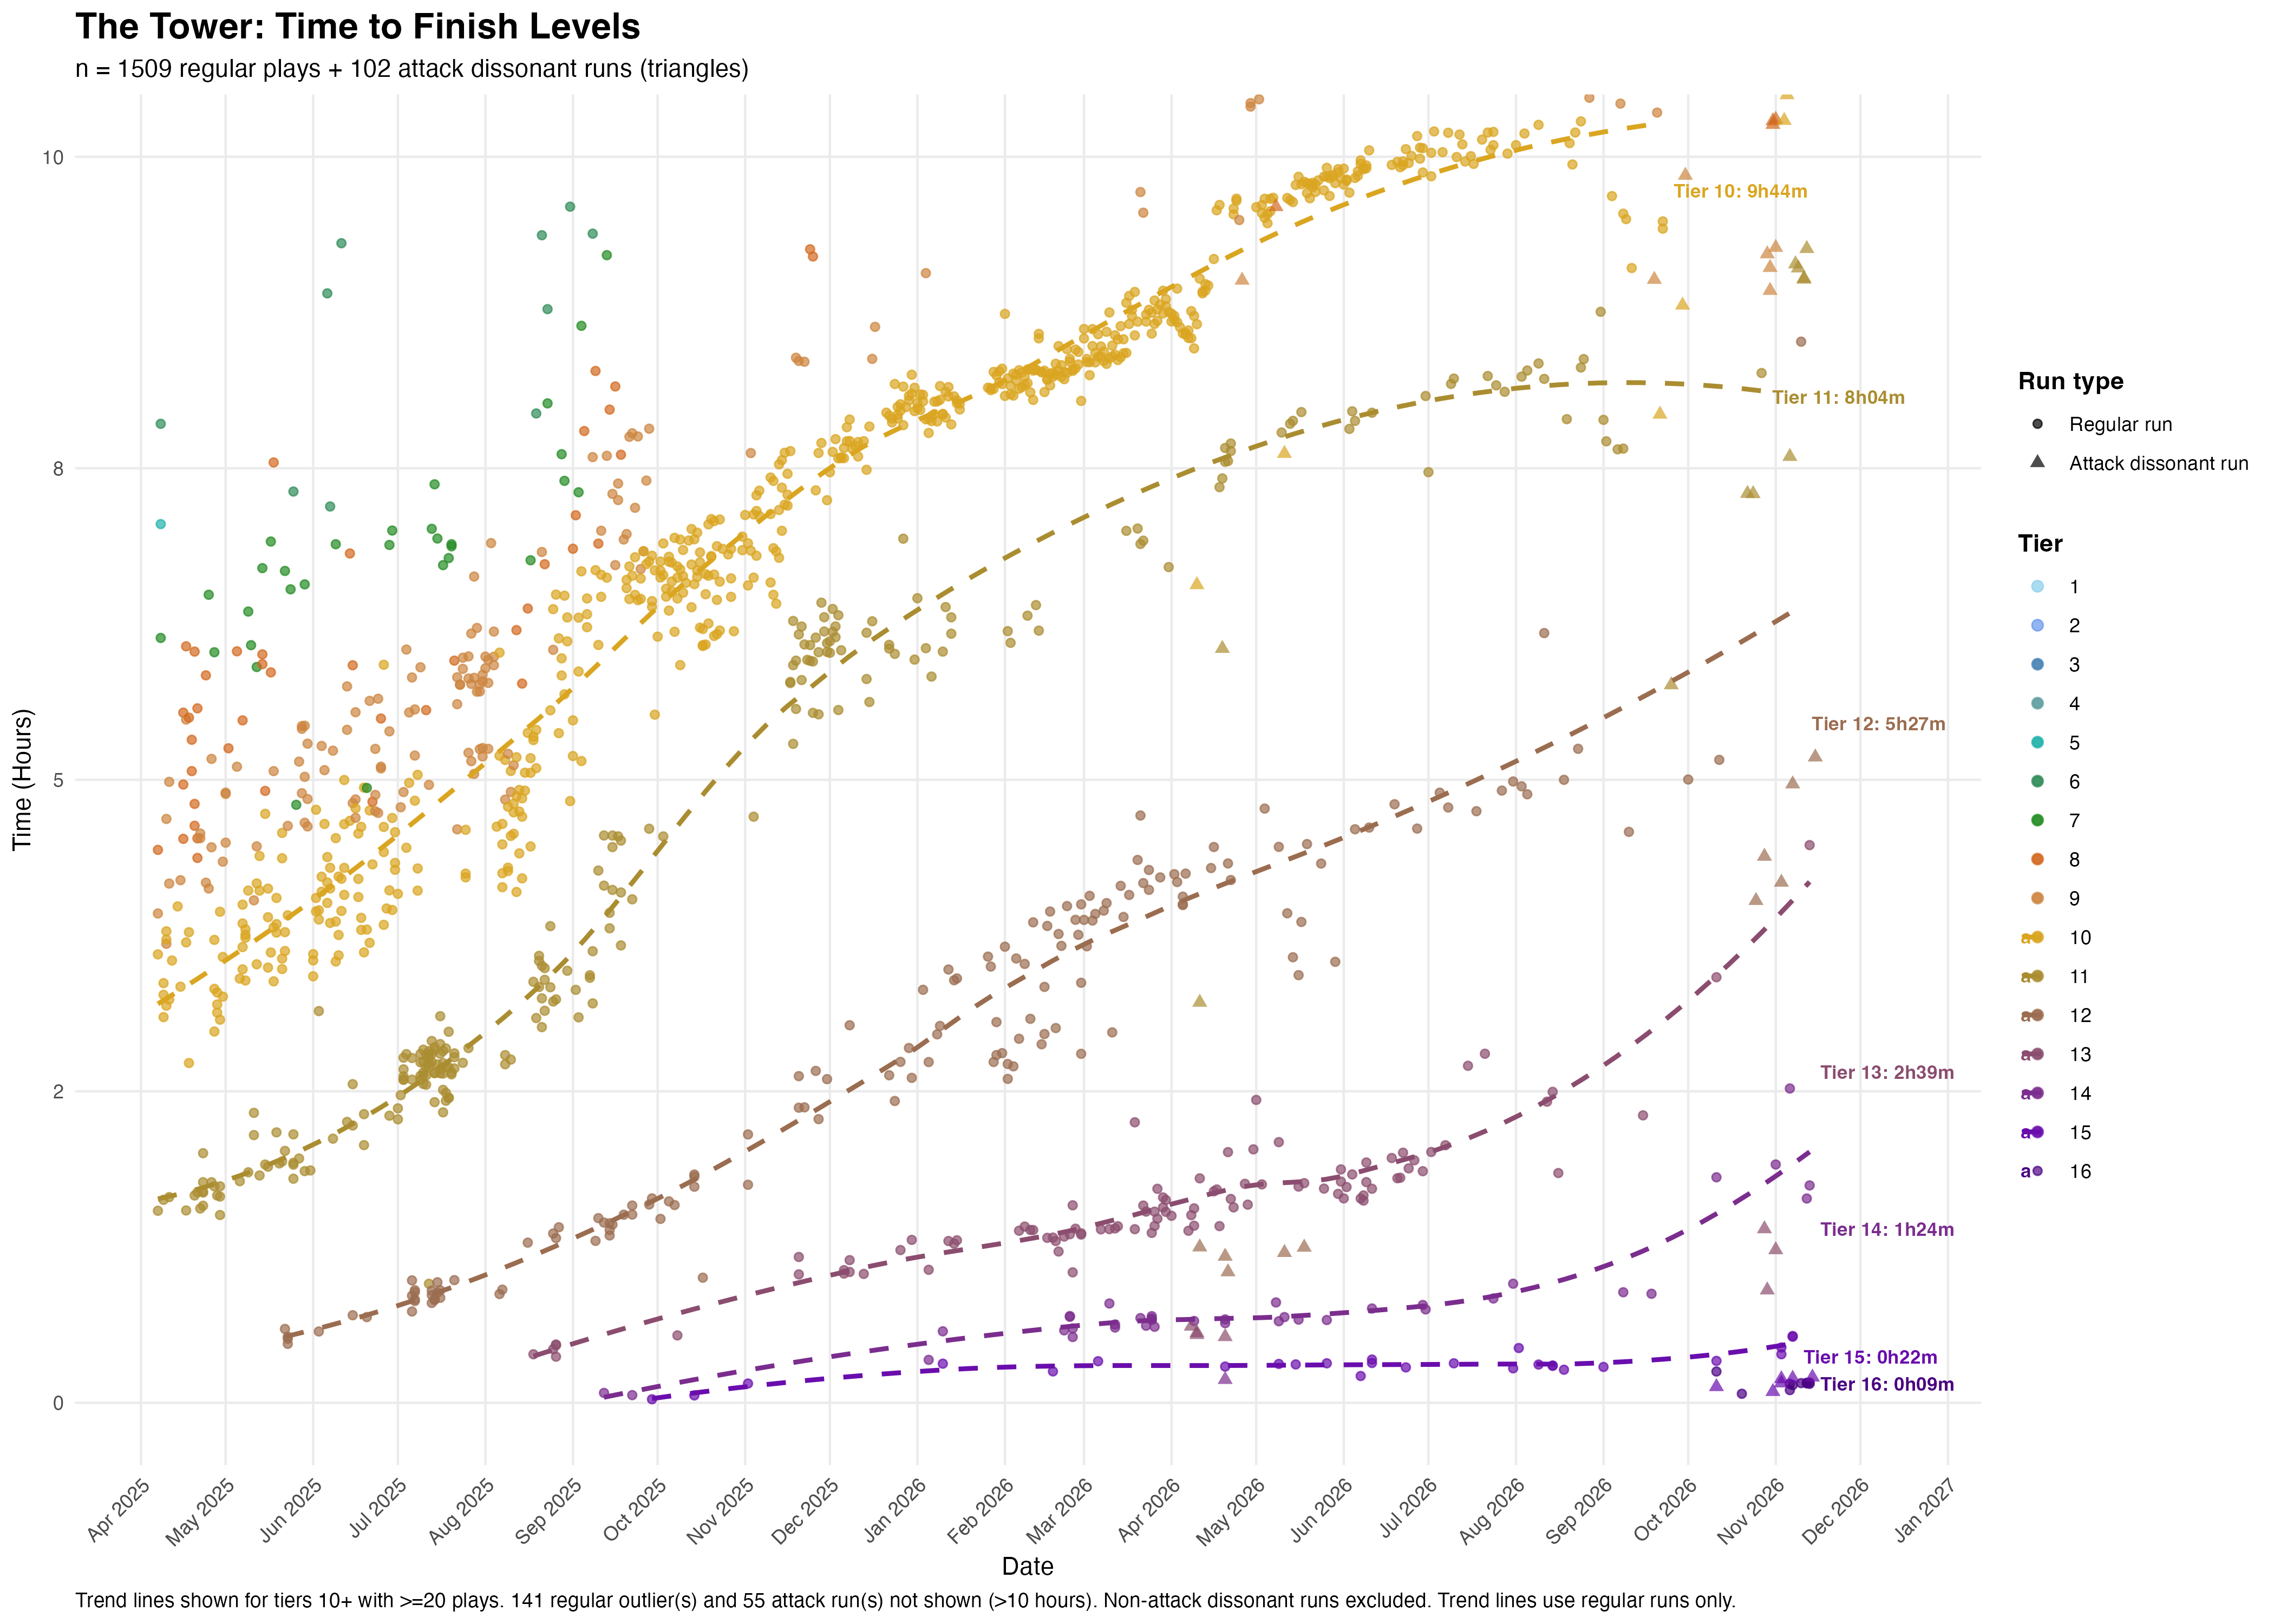 The Tower: Time to Finish Levels
n = 1509 regular plays + 102 attack dissonant runs (triangles)
Time (Hours)
10
8
5
2
0
Tier 10: 9h44m
Tier 11: 8h04m
Tier 12: 5h27m
Tier 13: 2h39m
Tier 14: 1h24m
Tier 15: 0h22m
Tier 16: 0h09m
Apr 2025
May 2025
Jun 2025
Jul 2025
Aug 2025
Sep 2025
Oct 2025
Nov 2025
Dec 2025
Jan 2026
Feb 2026
Mar 2026
Apr 2026
May 2026
Jun 2026
Jul 2026
Aug 2026
Sep 2026
Oct 2026
Nov 2026
Dec 2026
Jan 2027
Date
Run type
Regular run
Attack dissonant run
Tier
1
2
3
4
5
6
7
8
9
a 10
a 11
a 12
a 13
a 14
a 15
a 16
Trend lines shown for tiers 10+ with >=20 plays. 141 regular outlier(s) and 55 attack run(s) not shown (>10 hours). Non-attack dissonant runs excluded. Trend lines use regular runs only.